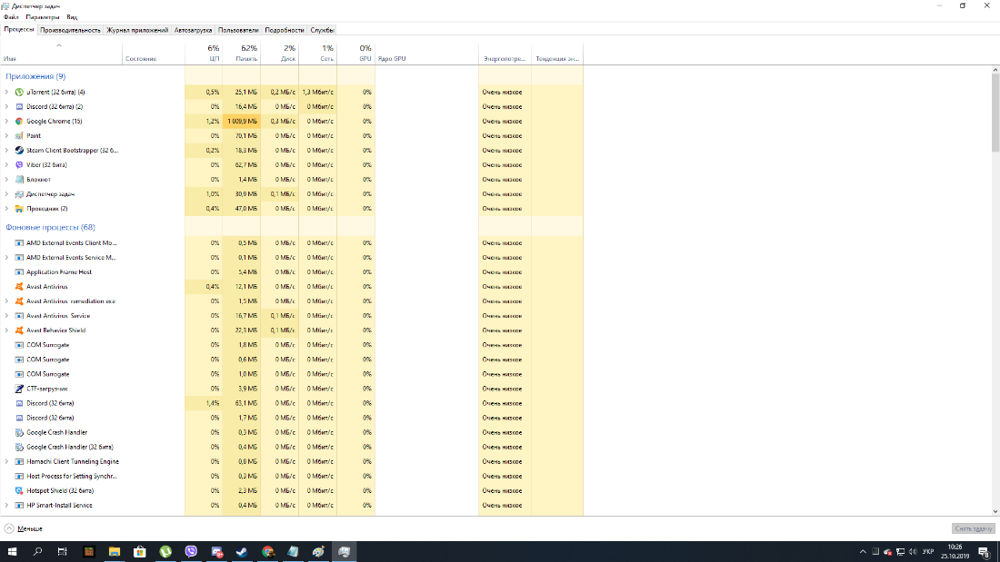 Диспетчер задач
Файл Параметры Вид
Процессы Производительность Журнал приложений Автозагрузка Пользователи Подробности Службы
6% 62% 2% 1% 0%
Имя Состояние ЦП Память Диск Сеть GPU Ядро GPU Энергопотре... Тенденция эн...
Приложения (9)
µTorrent (32 бита) (4) 0,5% 25,1 МБ 0,2 МБ/с 1,3 Мбит/с 0% Очень низкое
Discord (32 бита) (2) 0% 16,4 МБ 0 МБ/с 0 Мбит/с 0% Очень низкое
Google Chrome (15) 1,2% 1 009,9 МБ 0,3 МБ/с 0 Мбит/с 0% Очень низкое
Paint 0% 70,1 МБ 0 МБ/с 0 Мбит/с 0% Очень низкое
Steam Client Bootstrapper (32 б... 0,2% 18,3 МБ 0 МБ/с 0 Мбит/с 0% Очень низкое
Viber (32 бита) 0% 62,7 МБ 0 МБ/с 0 Мбит/с 0% Очень низкое
Блокнот 0% 1,4 МБ 0 МБ/с 0 Мбит/с 0% Очень низкое
Диспетчер задач 1,0% 30,9 МБ 0,1 МБ/с 0 Мбит/с 0% Очень низкое
Проводник (2) 0,4% 47,0 МБ 0 МБ/с 0 Мбит/с 0% Очень низкое
Фоновые процессы (68)
AMD External Events Client Mo... 0% 0,5 МБ 0 МБ/с 0 Мбит/с 0% Очень низкое
AMD External Events Service M... 0% 0,1 МБ 0 МБ/с 0 Мбит/с 0% Очень низкое
Application Frame Host 0% 5,4 МБ 0 МБ/с 0 Мбит/с 0% Очень низкое
Avast Antivirus 0,4% 12,1 МБ 0 МБ/с 0 Мбит/с 0% Очень низкое
Avast Antivirus remediation exe 0% 1,5 МБ 0 МБ/с 0 Мбит/с 0% Очень низкое
Avast Antivirus Service 0% 16,7 МБ 0,1 МБ/с 0 Мбит/с 0% Очень низкое
Avast Behavior Shield 0% 22,3 МБ 0,1 МБ/с 0 Мбит/с 0% Очень низкое
COM Surrogate 0% 1,8 МБ 0 МБ/с 0 Мбит/с 0% Очень низкое
COM Surrogate 0% 0,6 МБ 0 МБ/с 0 Мбит/с 0% Очень низкое
COM Surrogate 0% 1,0 МБ 0 МБ/с 0 Мбит/с 0% Очень низкое
CTF-загрузчик 0% 3,9 МБ 0 МБ/с 0 Мбит/с 0% Очень низкое
Discord (32 бита) 1,4% 63,1 МБ 0 МБ/с 0 Мбит/с 0% Очень низкое
Discord (32 бита) 0% 1,7 МБ 0 МБ/с 0 Мбит/с 0% Очень низкое
Google Crash Handler 0% 0,3 МБ 0 МБ/с 0 Мбит/с 0% Очень низкое
Google Crash Handler (32 бита) 0% 0,4 МБ 0 МБ/с 0 Мбит/с 0% Очень низкое
Hamachi Client Tunneling Engine 0% 0,8 МБ 0 МБ/с 0 Мбит/с 0% Очень низкое
Host Process for Setting Synchr... 0% 0,3 МБ 0 МБ/с 0 Мбит/с 0% Очень низкое
Hotspot Shield (32 бита) 0% 2,3 МБ 0 МБ/с 0 Мбит/с 0% Очень низкое
HP Smart-Install Service 0% 0,4 МБ 0 МБ/с 0 Мбит/с 0% Очень низкое
Меньше Снять задачу
УКР 10:26
25.10.2019